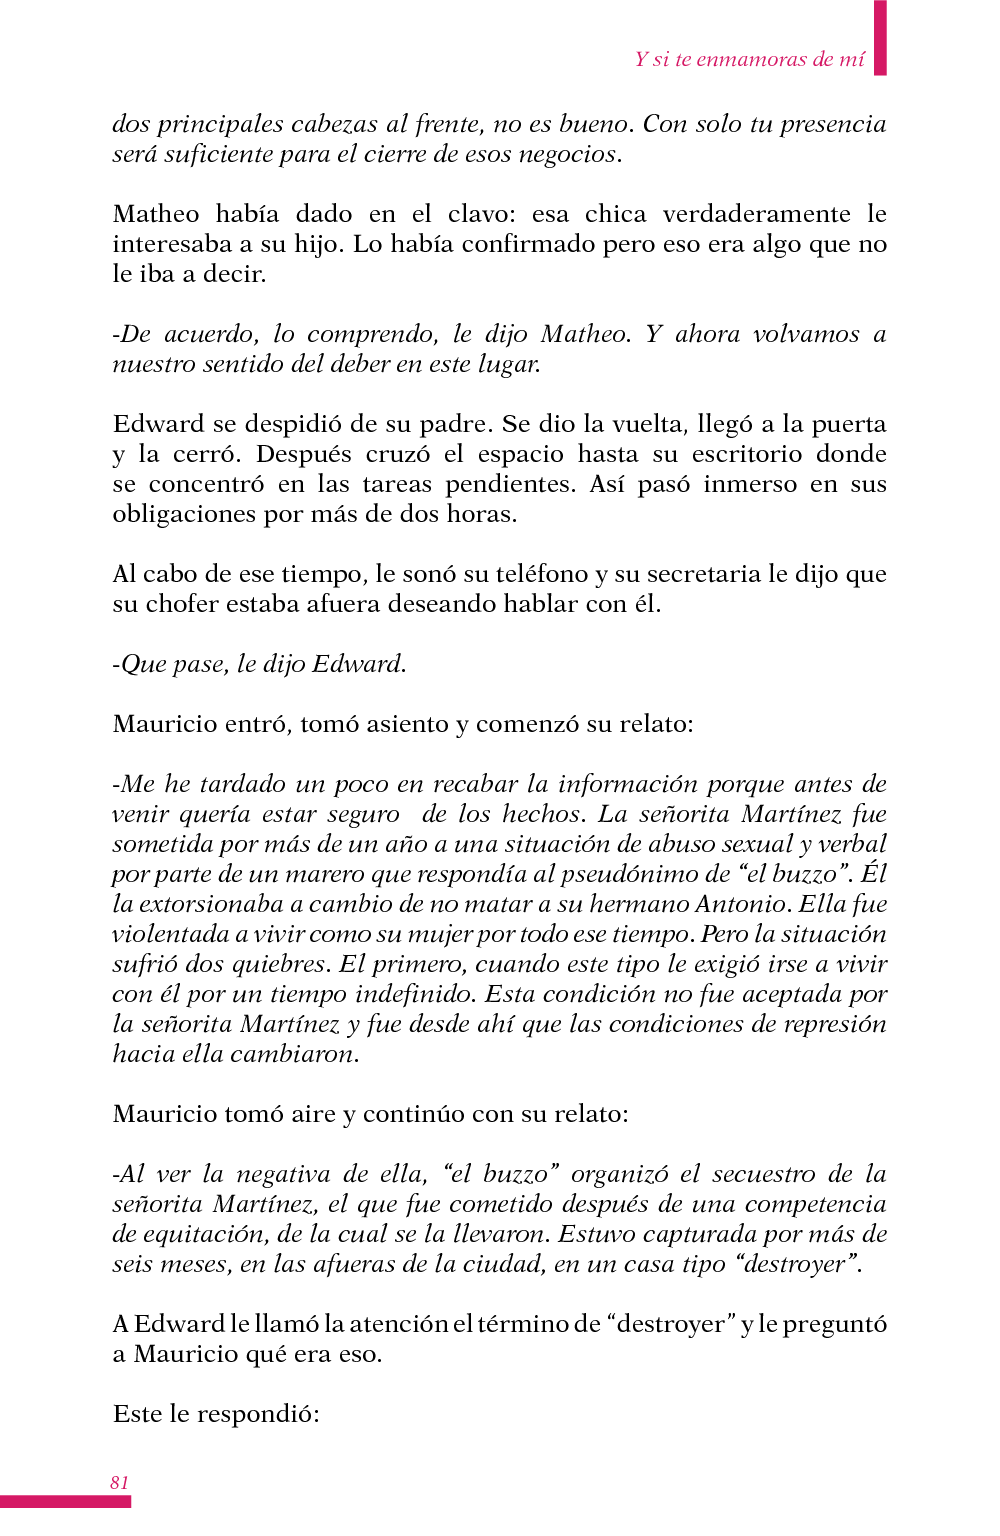 Y si te enmamoras de mí
dos principales cabezas al frente, no es bueno. Con solo tu presencia
será suficiente para el cierre de esos negocios.
Matheo había dado en el clavo: esa chica verdaderamente le
interesaba a su hijo. Lo había confirmado pero eso era algo que no
le iba a decir.
-De acuerdo, lo comprendo, le dijo Matheo. Y ahora volvamos a
nuestro sentido del deber en este lugar.
Edward se despidió de su padre. Se dio la vuelta, llegó a la puerta
y la cerró. Después cruzó el espacio hasta su escritorio donde
se concentró en las tareas pendientes. Así pasó inmerso en sus
obligaciones por más de dos horas.
Al cabo de ese tiempo, le sonó su teléfono y su secretaria le dijo que
su chofer estaba afuera deseando hablar con él.
-Que pase, le dijo Edward.
Mauricio entró, tomó asiento y comenzó su relato:
-Me he tardado un poco en recabar la información porque antes de
venir quería estar seguro  de los hechos. La señorita Martínez fue
sometida por más de un año a una situación de abuso sexual y verbal
por parte de un marero que respondía al pseudónimo de “el buzzo”. Él
la extorsionaba a cambio de no matar a su hermano Antonio. Ella fue
violentada a vivir como su mujer por todo ese tiempo. Pero la situación
sufrió dos quiebres. El primero, cuando este tipo le exigió irse a vivir
con él por un tiempo indefinido. Esta condición no fue aceptada por
la señorita Martínez y fue desde ahí que las condiciones de represión
hacia ella cambiaron.
Mauricio tomó aire y continúo con su relato:
-Al ver la negativa de ella, “el buzzo” organizó el secuestro de la
señorita Martínez, el que fue cometido después de una competencia
de equitación, de la cual se la llevaron. Estuvo capturada por más de
seis meses, en las afueras de la ciudad, en un casa tipo “destroyer”.
A Edward le llamó la atención el término de “destroyer” y le preguntó
a Mauricio qué era eso.
Este le respondió:
81